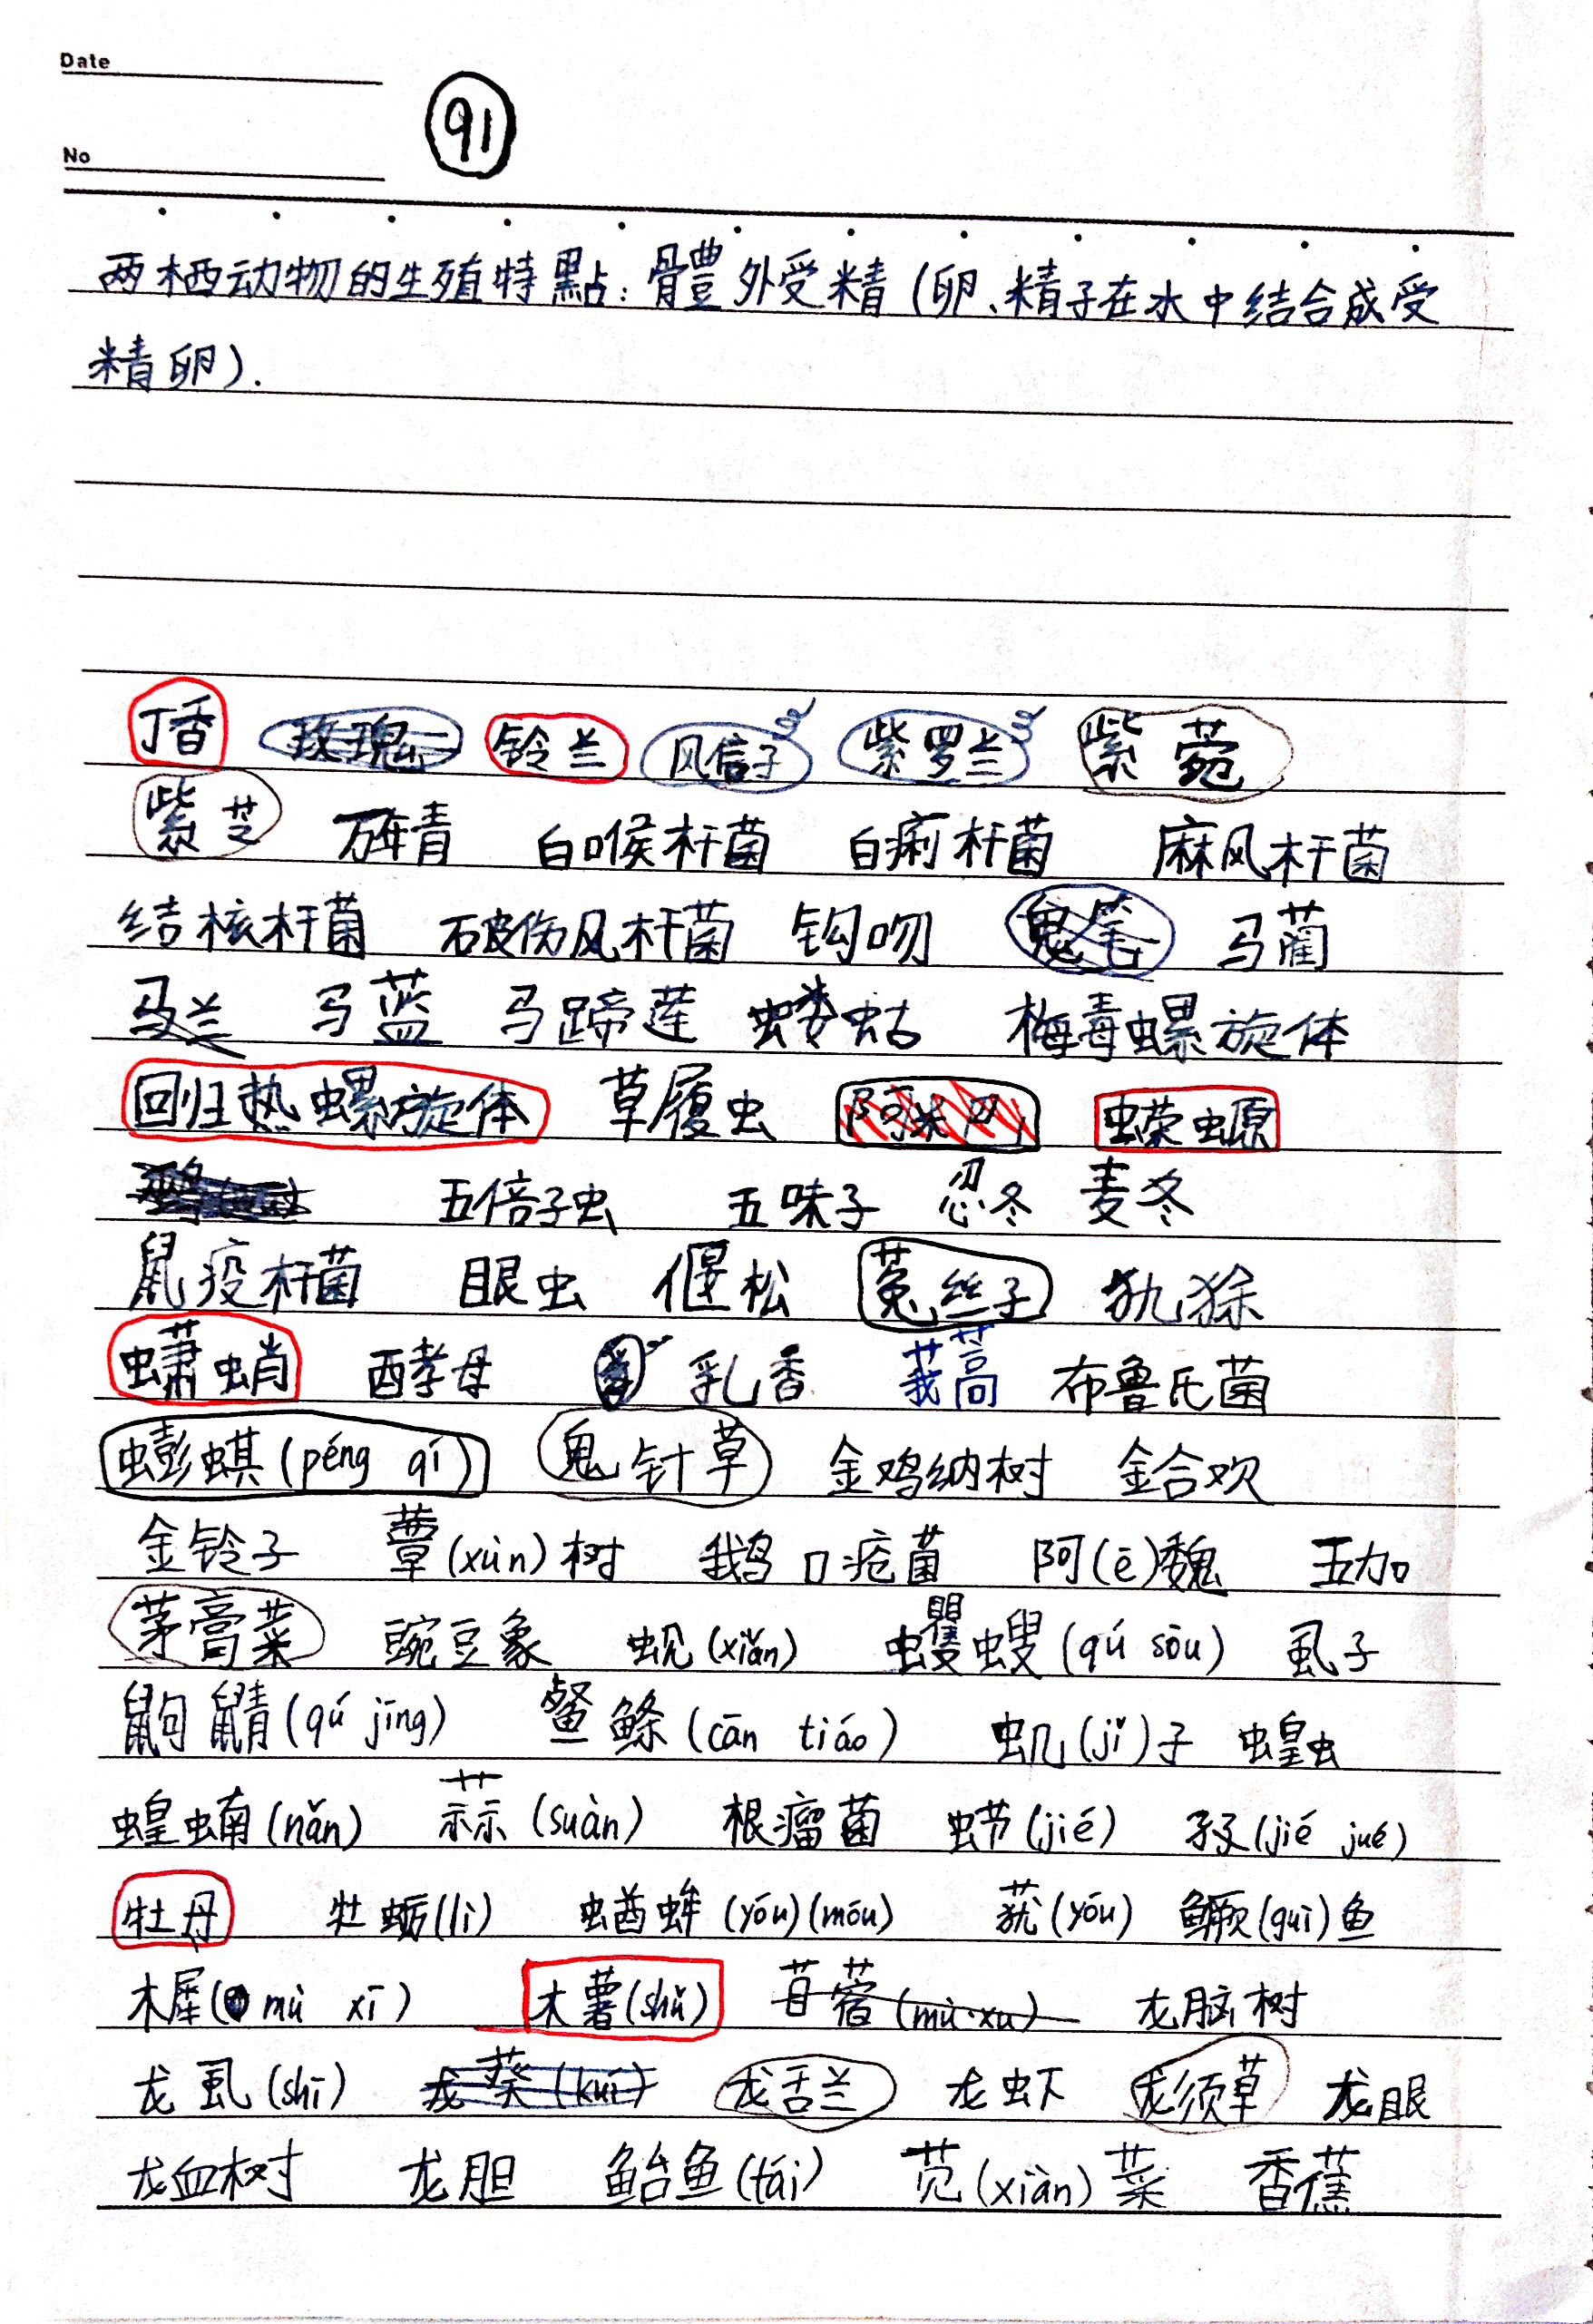 Date
91
No
两栖动物的生殖特點：骨豊外受精（卵、精子在水中结合成受
精卵）.
丁香 玫瑰 铃兰 风信子 紫罗兰 紫菀
紫芝 万年青 白喉杆菌 白痢杆菌 麻风杆菌
结核杆菌 破伤风杆菌 钩吻 鬼笔 马蔺
马兰 马蓝 马蹄莲 蝼蛄 梅毒螺旋体
回归热螺旋体 草履虫 阿米巴 蝾螈
五倍子虫 五味子 忍冬 麦冬
鼠疫杆菌 眼虫 偃松 菟丝子 犰狳
蟏蛸 酵母 乳香 莪蒿 布鲁氏菌
蟛蜞(péng qí) 鬼针草 金鸡纳树 金合欢
金铃子 蕈(xùn)树 鹅口疮菌 阿(ē)魏 五加
茅膏菜 豌豆象 蚬(xiǎn) 蠼螋(qú sōu) 虱子
鼩鼱(qú jīng) 鲿鲦(cān tiáo) 虮(jǐ)子 蝗虫
蝗蝻(nǎn) 蒜(suàn) 根瘤菌 蚧(jié) 孑孓(jié jué)
牡丹 牡蛎(lì) 蝤蛑(yóu)(móu) 莸(yóu) 鳜(guì)鱼
木犀(mù xī) 木薯(shǔ) 苜蓿(mù·xu) 龙脑树
龙虱(shī) 龙葵(kuí) 龙舌兰 龙虾 龙须草 龙眼
龙血树 龙胆 鲐鱼(tái) 苋(xiàn)菜 香蕉